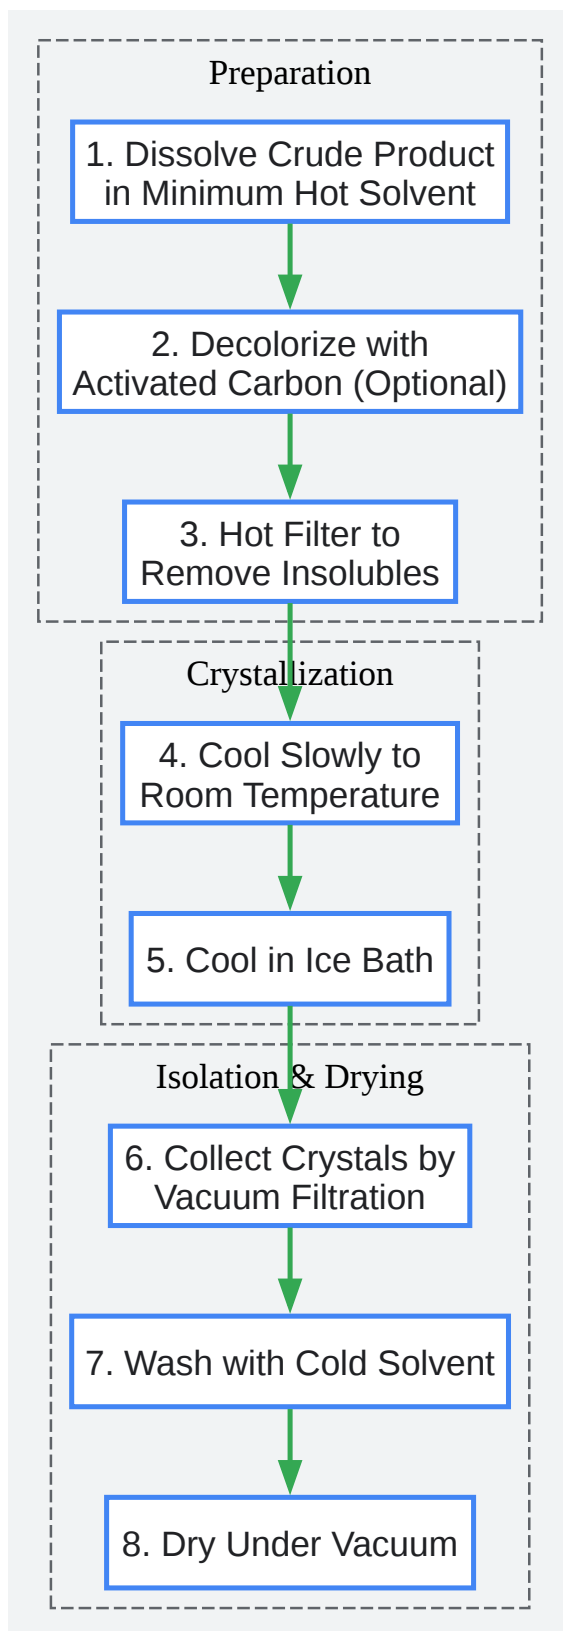 Preparation
1. Dissolve Crude Product
in Minimum Hot Solvent
2. Decolorize with
Activated Carbon (Optional)
3. Hot Filter to
Remove Insolubles
Crystallization
4. Cool Slowly to
Room Temperature
5. Cool in Ice Bath
Isolation & Drying
6. Collect Crystals by
Vacuum Filtration
7. Wash with Cold Solvent
8. Dry Under Vacuum